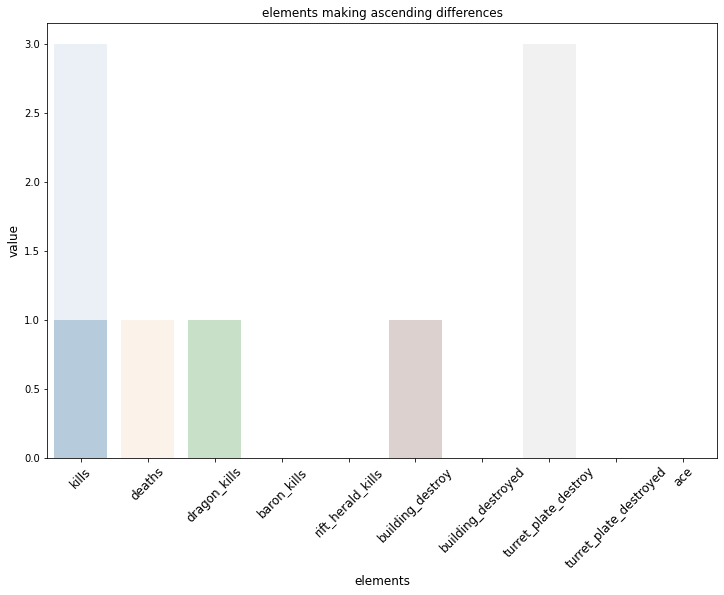 elements making ascending differences
value
3.0
2.5
2.0
1.5
1.0
0.5
0.0
kills
deaths
dragon_kills
baron_kills
rift_herald_kills
building_destroy
building_destroyed
turret_plate_destroy
turret_plate_destroyed
ace
elements